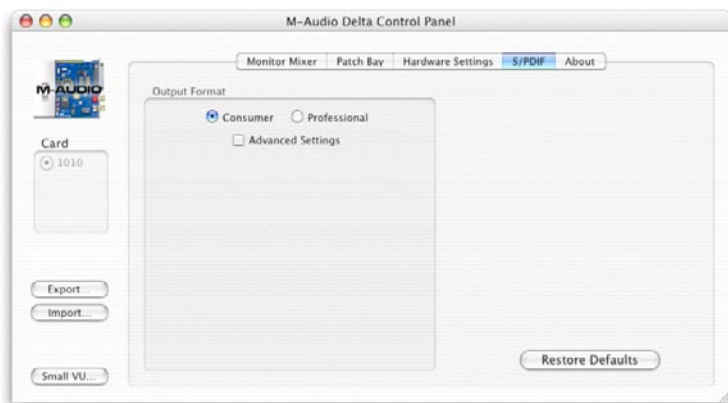 M-Audio Delta Control Panel
M-AUDIO
Monitor Mixer Patch Bay Hardware Settings S/PDIF About
Output Format
Consumer Professional
Advanced Settings
Card
1010
Export...
Import...
Small VU...
Restore Defaults